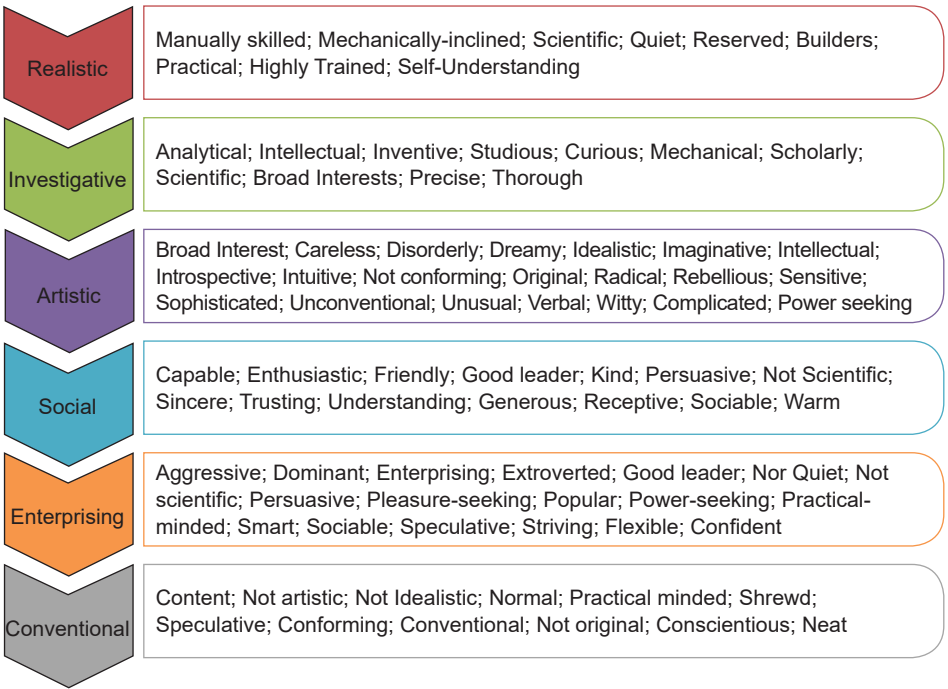 Realistic
Manually skilled; Mechanically-inclined; Scientific; Quiet; Reserved; Builders;
Practical; Highly Trained; Self-Understanding
Investigative
Analytical; Intellectual; Inventive; Studious; Curious; Mechanical; Scholarly;
Scientific; Broad Interests; Precise; Thorough
Artistic
Broad Interest; Careless; Disorderly; Dreamy; Idealistic; Imaginative; Intellectual;
Introspective; Intuitive; Not conforming; Original; Radical; Rebellious; Sensitive;
Sophisticated; Unconventional; Unusual; Verbal; Witty; Complicated; Power seeking
Social
Capable; Enthusiastic; Friendly; Good leader; Kind; Persuasive; Not Scientific;
Sincere; Trusting; Understanding; Generous; Receptive; Sociable; Warm
Enterprising
Aggressive; Dominant; Enterprising; Extroverted; Good leader; Nor Quiet; Not
scientific; Persuasive; Pleasure-seeking; Popular; Power-seeking; Practical-
minded; Smart; Sociable; Speculative; Striving; Flexible; Confident
Conventional
Content; Not artistic; Not Idealistic; Normal; Practical minded; Shrewd;
Speculative; Conforming; Conventional; Not original; Conscientious; Neat